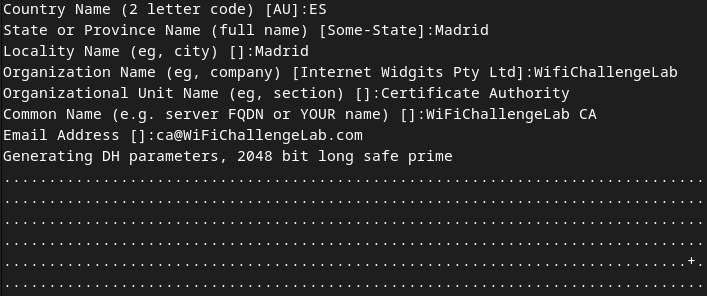 Country Name (2 letter code) [AU]:ES
State or Province Name (full name) [Some-State]:Madrid
Locality Name (eg, city) []:Madrid
Organization Name (eg, company) [Internet Widgits Pty Ltd]:WifiChallengeLab
Organizational Unit Name (eg, section) []:Certificate Authority
Common Name (e.g. server FQDN or YOUR name) []:WiFiChallengeLab CA
Email Address []:ca@WiFiChallengeLab.com
Generating DH parameters, 2048 bit long safe prime
..............................................................................
..............................................................................
..............................................................................
..............................................................................
............................................................................+.
..............................................................................